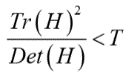 Tr(H)²/Det(H) < T